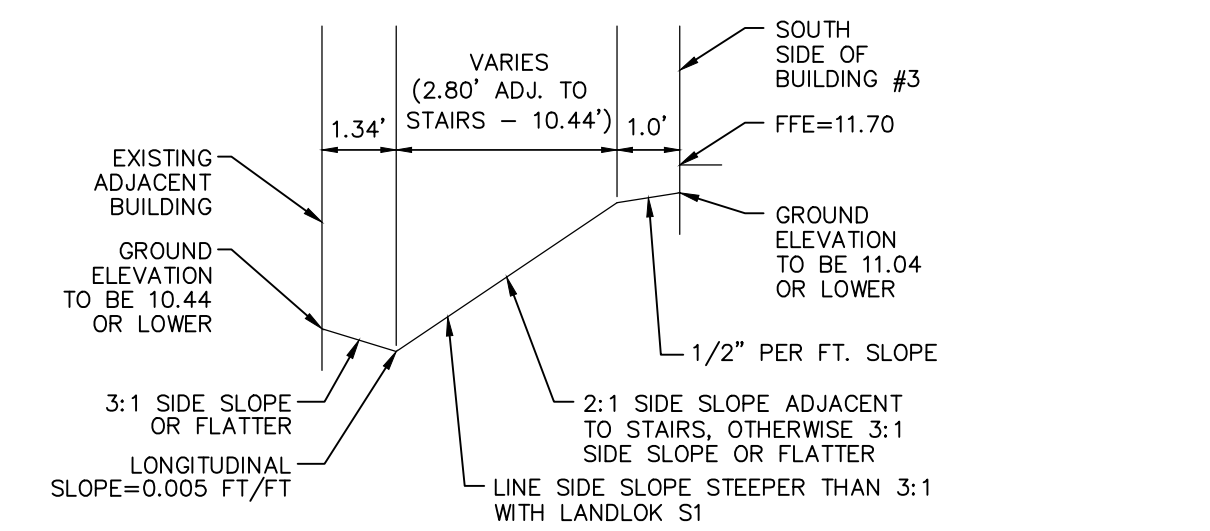 SOUTH
SIDE OF
BUILDING #3
VARIES
(2.80' ADJ. TO
STAIRS – 10.44')
1.34'
1.0'
FFE=11.70
EXISTING
ADJACENT
BUILDING
GROUND
ELEVATION
TO BE 10.44
OR LOWER
GROUND
ELEVATION
TO BE 11.04
OR LOWER
1/2" PER FT. SLOPE
3:1 SIDE SLOPE
OR FLATTER
2:1 SIDE SLOPE ADJACENT
TO STAIRS, OTHERWISE 3:1
SIDE SLOPE OR FLATTER
LONGITUDINAL
SLOPE=0.005 FT/FT
LINE SIDE SLOPE STEEPER THAN 3:1
WITH LANDLOK S1